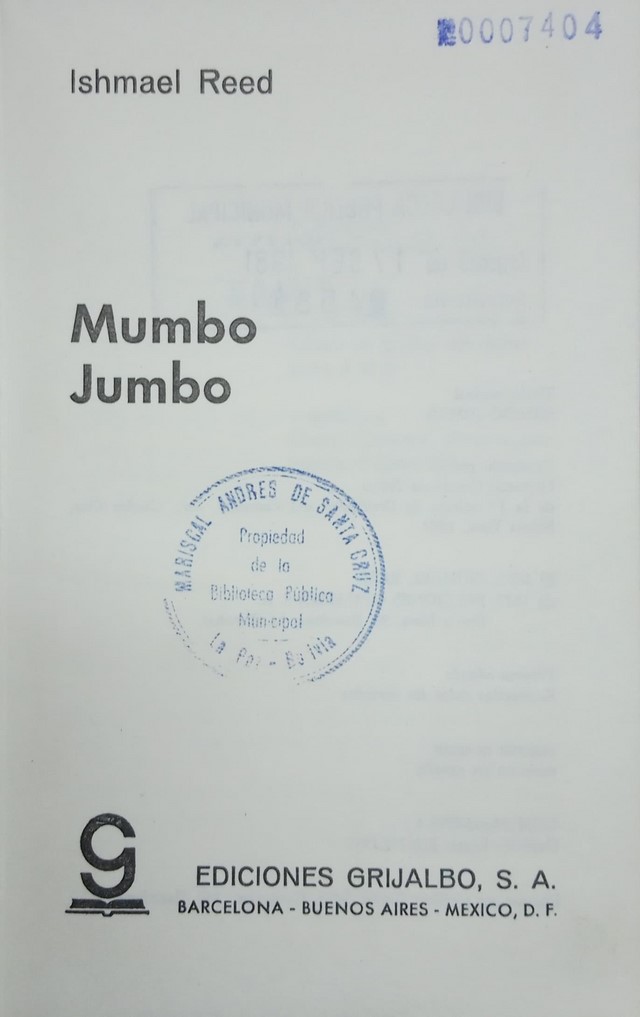 0007404
Ishmael Reed
Mumbo
Jumbo
MARISCAL ANDRES DE SANTA CRUZ
Propiedad
de la
Biblioteca Pública
Municipal
La Paz - Bolivia
EDICIONES GRIJALBO, S. A.
BARCELONA - BUENOS AIRES - MEXICO, D. F.